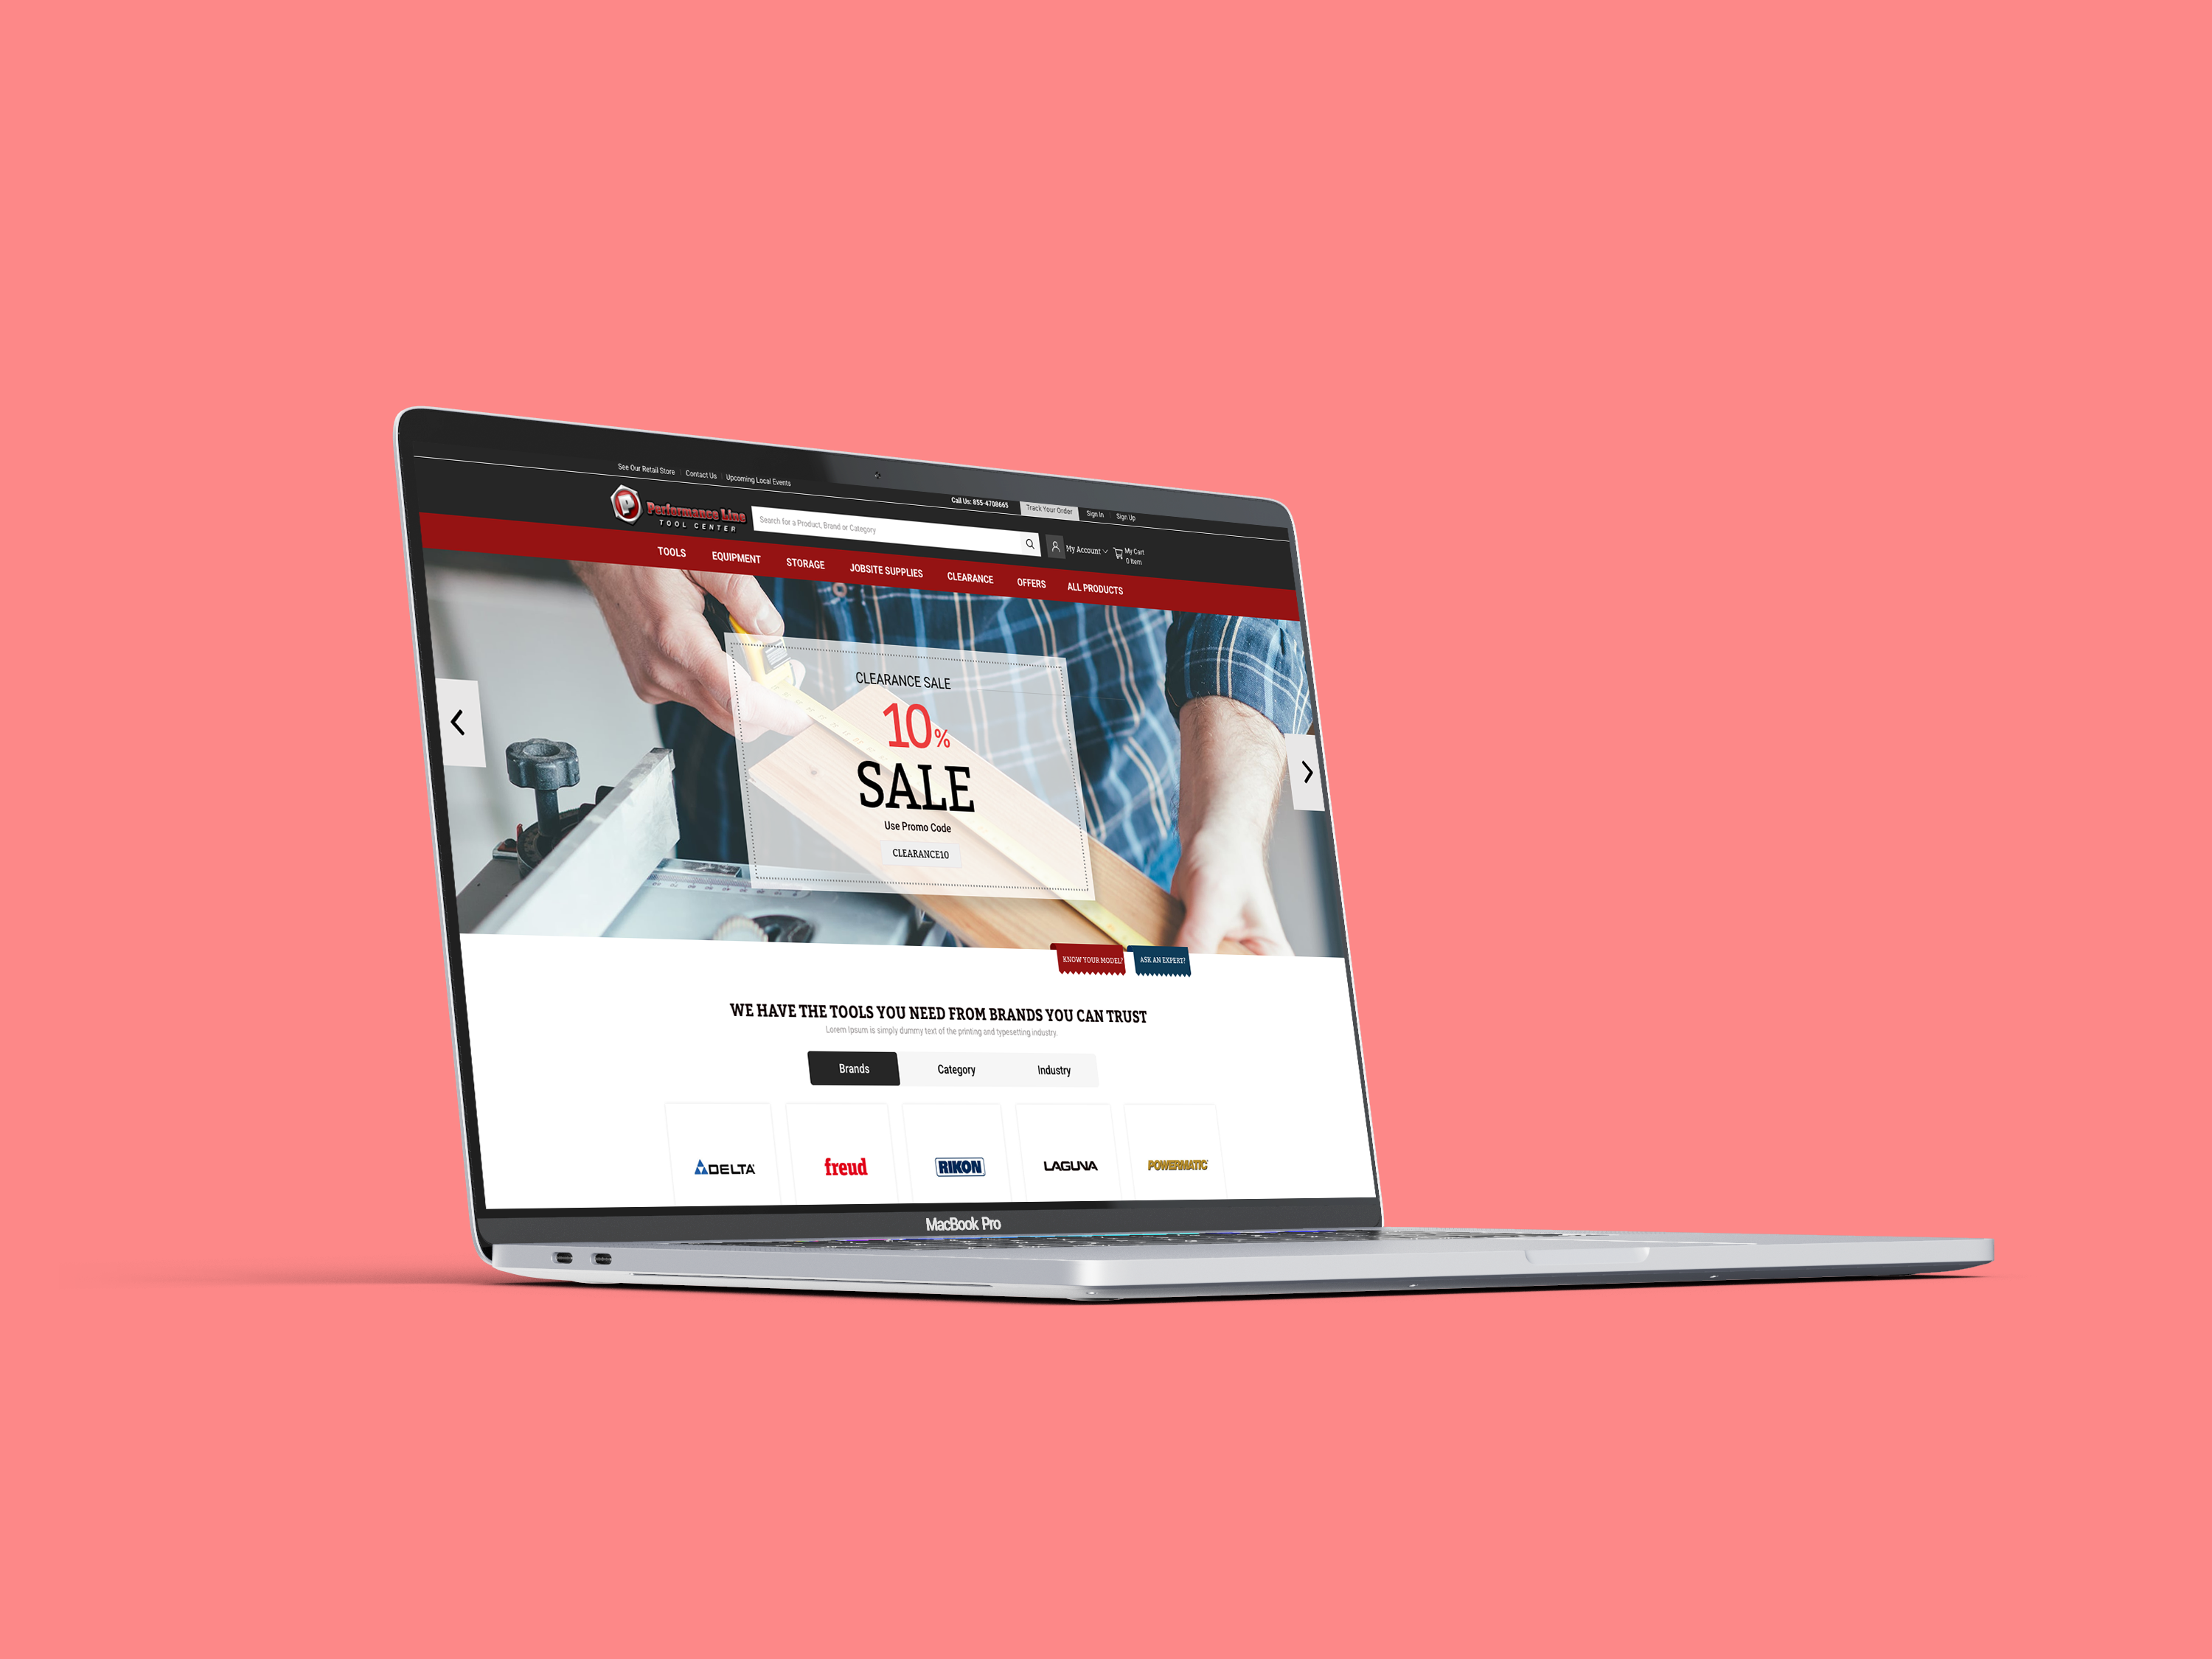 See Our Retail Store
Contact Us
Upcoming Local Events
Call Us: 855-4708665
Track Your Order
Sign In
Sign Up
P
Performance Line
TOOL CENTER
Search for a Product, Brand or Category
My Account
My Cart
0 Item
TOOLS
EQUIPMENT
STORAGE
JOBSITE SUPPLIES
CLEARANCE
OFFERS
ALL PRODUCTS
CLEARANCE SALE
10%
SALE
Use Promo Code
CLEARANCE10
KNOW YOUR MODEL?
ASK AN EXPERT?
WE HAVE THE TOOLS YOU NEED FROM BRANDS YOU CAN TRUST
Lorem Ipsum is simply dummy text of the printing and typesetting industry.
Brands
Category
Industry
DELTA
freud
RIKON
LAGUNA
POWERMATIC
MacBook Pro